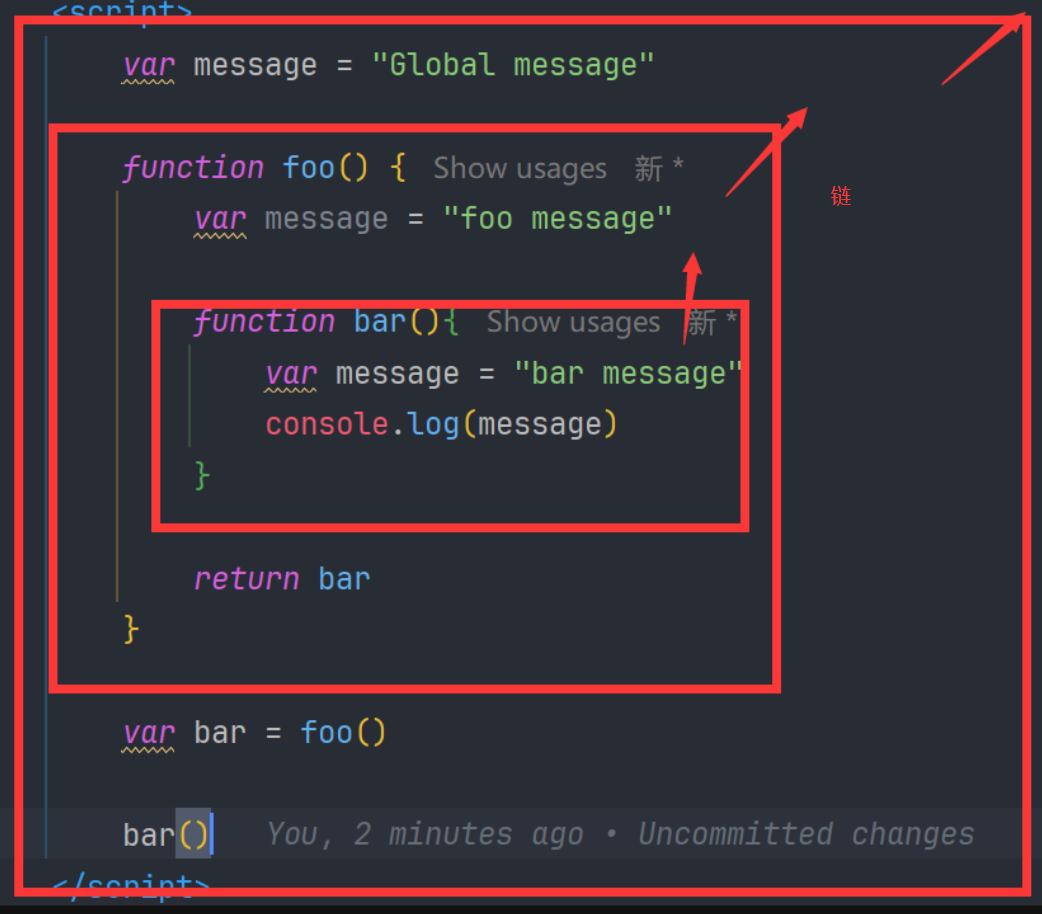 <script>
var message = "Global message"
function foo() { Show usages 新 *
链
var message = "foo message"
function bar(){ Show usages 新 *
var message = "bar message"
console.log(message)
}
return bar
}
var bar = foo()
bar() You, 2 minutes ago • Uncommitted changes
</script>